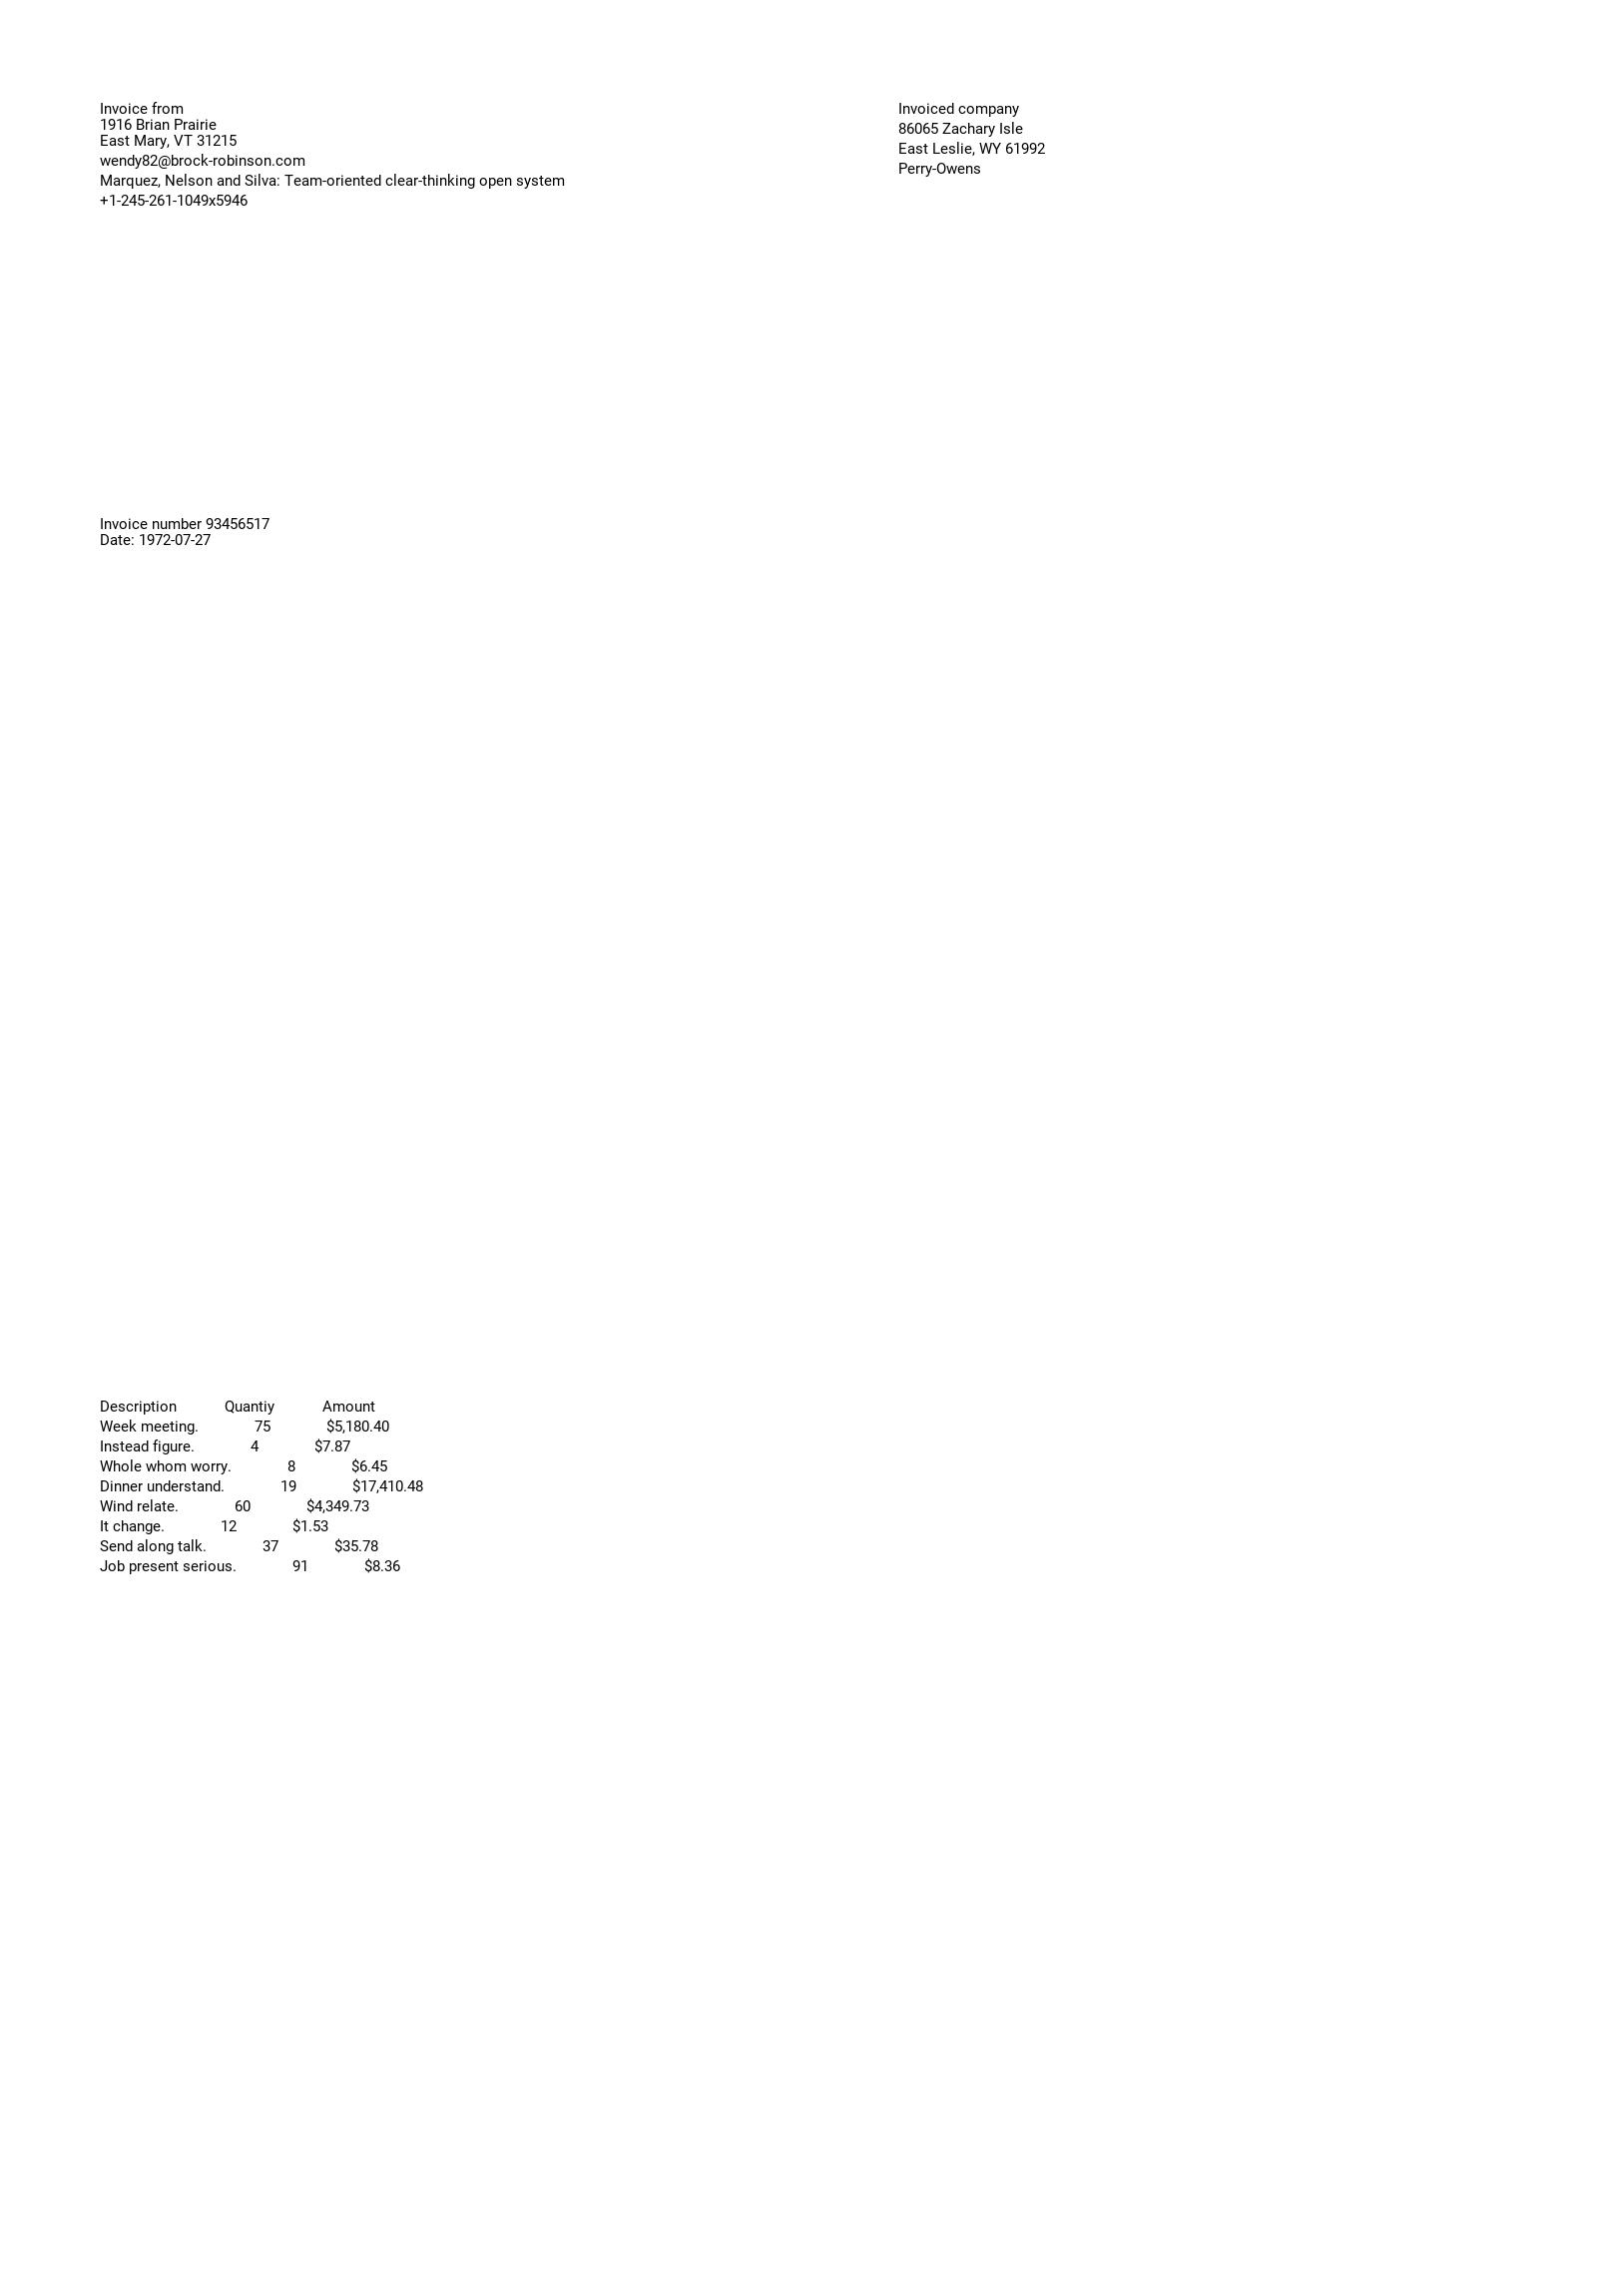 Invoice from
1916 Brian Prairie
East Mary, VT 31215
wendy82@brock-robinson.com
Marquez, Nelson and Silva: Team-oriented clear-thinking open system
+1-245-261-1049x5946
Invoiced company
86065 Zachary Isle
East Leslie, WY 61992
Perry-Owens
Invoice number 93456517
Date: 1972-07-27
Description Quantiy Amount
Week meeting. 75 $5,180.40
Instead figure. 4 $7.87
Whole whom worry. 8 $6.45
Dinner understand. 19 $17,410.48
Wind relate. 60 $4,349.73
It change. 12 $1.53
Send along talk. 37 $35.78
Job present serious. 91 $8.36